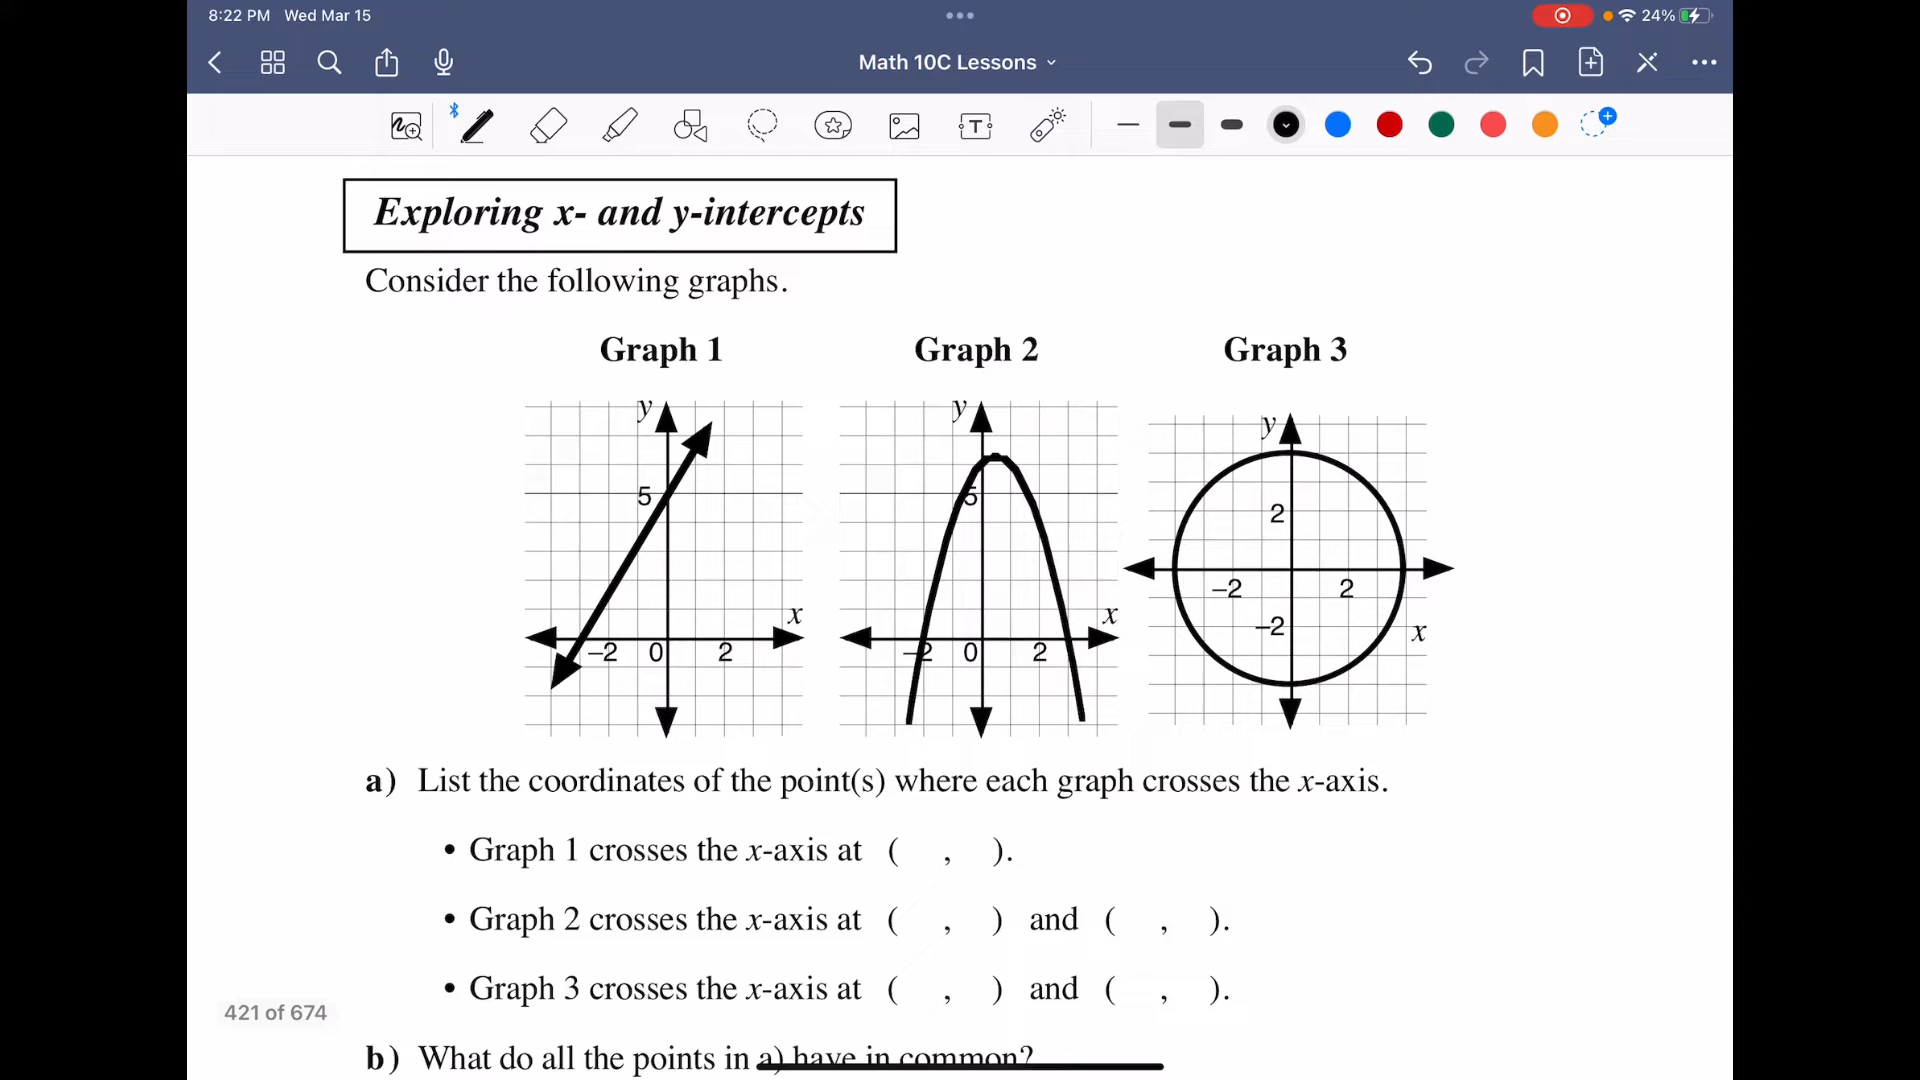 8:22 PM Wed Mar 15
24%
Math 10C Lessons
Exploring x- and y-intercepts
Consider the following graphs.
Graph 1 Graph 2 Graph 3
y y y
5 5 2
x x
–2 0 2 –2 0 2 –2 2
–2 x
a) List the coordinates of the point(s) where each graph crosses the x-axis.
• Graph 1 crosses the x-axis at ( , ).
• Graph 2 crosses the x-axis at ( , ) and ( , ).
• Graph 3 crosses the x-axis at ( , ) and ( , ).
421 of 674
b) What do all the points in a) have in common?